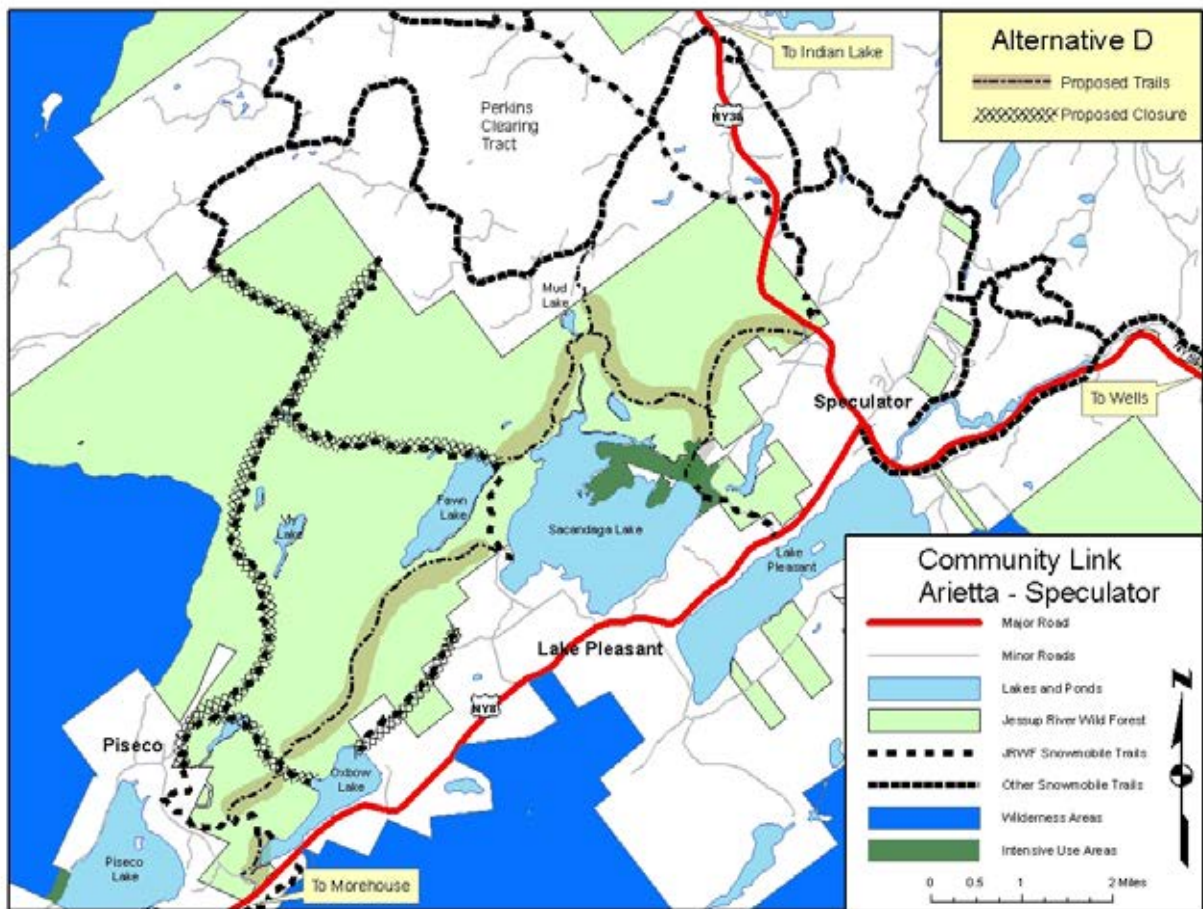 Alternative D
Proposed Trails
Proposed Closure
To Indian Lake
Perkins
Clearing
Tract
Mud
Lake
To Wells
Speculator
Fawn
Lake
Lake
Sacandaga Lake
Lake
Pleasant
Lake Pleasant
NY8
Piseco
Oxbow
Lake
Piseco
Lake
To Morehouse
Community Link
Arietta - Speculator
Major Road
Minor Roads
Lakes and Ponds
Jessup River Wild Forest
JRWF Snowmobile Trails
Other Snowmobile Trails
Wilderness Areas
Intensive Use Areas
N
0 0.5 1 2 Miles